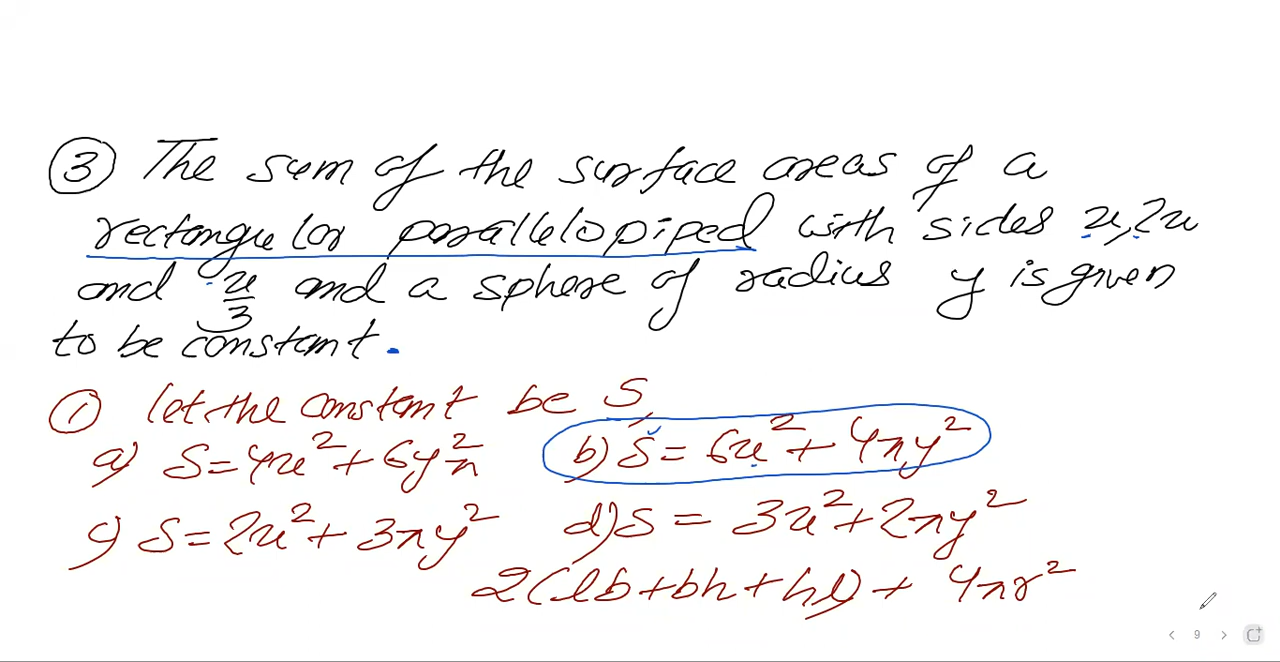 ③ The sum of the surface areas of a
rectangular parallelopiped with sides x, 2x
and x/3 and a sphere of radius y is given
to be constant.
① let the constant be S,
a) S = 4x² + 6y²π b) S = 6x² + 4πy²
c) S = 2x² + 3πy² d) S = 3x² + 2πy²
2(lb + bh + hl) + 4πr²
9